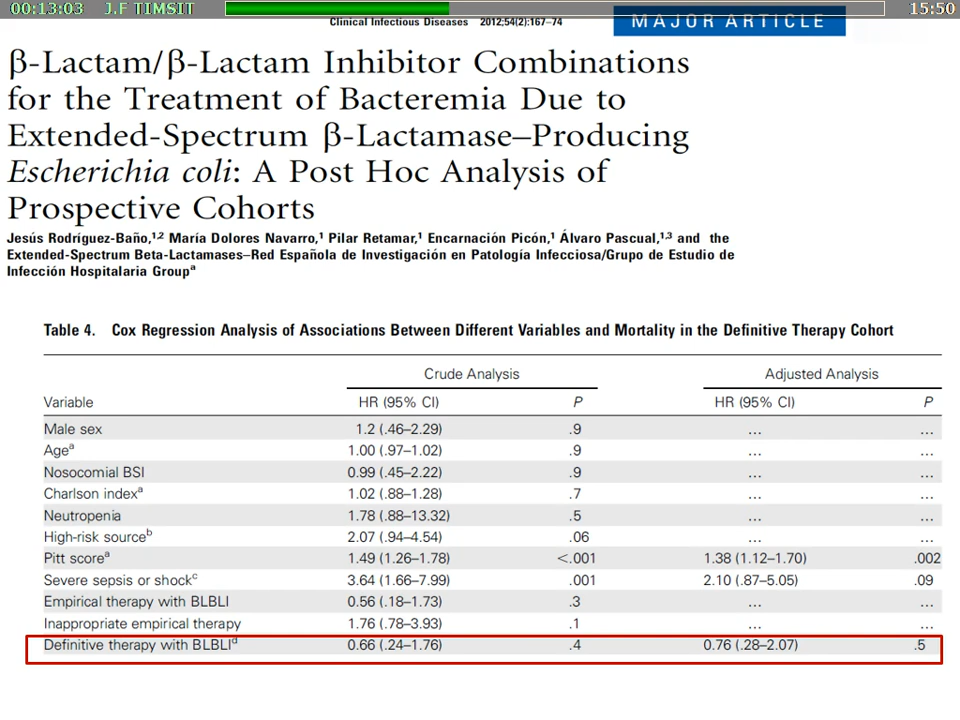 00:13:03 J.F TIMSIT 15:50
Clinical Infectious Diseases 2012;54(2):167–74
MAJOR ARTICLE
β-Lactam/β-Lactam Inhibitor Combinations
for the Treatment of Bacteremia Due to
Extended-Spectrum β-Lactamase–Producing
Escherichia coli: A Post Hoc Analysis of
Prospective Cohorts
Jesús Rodríguez-Baño,1,2 María Dolores Navarro,1 Pilar Retamar,1 Encarnación Picón,1 Álvaro Pascual,1,3 and the
Extended-Spectrum Beta-Lactamases–Red Española de Investigación en Patología Infecciosa/Grupo de Estudio de
Infección Hospitalaria Groupa
Table 4. Cox Regression Analysis of Associations Between Different Variables and Mortality in the Definitive Therapy Cohort
Crude Analysis Adjusted Analysis
Variable HR (95% CI) P HR (95% CI) P
Male sex 1.2 (.46–2.29) .9 ... ...
Agea 1.00 (.97–1.02) .9 ... ...
Nosocomial BSI 0.99 (.45–2.22) .9 ... ...
Charlson indexa 1.02 (.88–1.28) .7 ... ...
Neutropenia 1.78 (.88–13.32) .5 ... ...
High-risk sourceb 2.07 (.94–4.54) .06 ... ...
Pitt scorea 1.49 (1.26–1.78) <.001 1.38 (1.12–1.70) .002
Severe sepsis or shockc 3.64 (1.66–7.99) .001 2.10 (.87–5.05) .09
Empirical therapy with BLBLI 0.56 (.18–1.73) .3 ... ...
Inappropriate empirical therapy 1.76 (.78–3.93) .1 ... ...
Definitive therapy with BLBLId 0.66 (.24–1.76) .4 0.76 (.28–2.07) .5